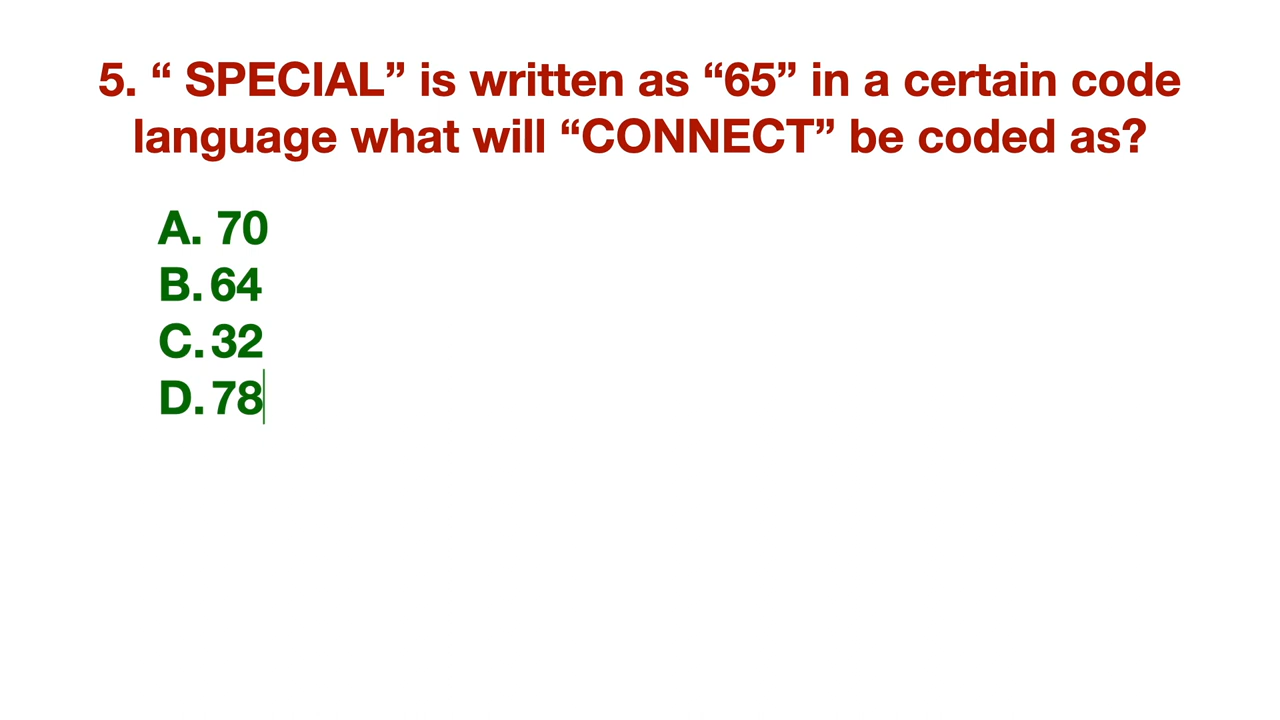 5. “ SPECIAL” is written as “65” in a certain code
language what will “CONNECT” be coded as?
A. 70
B. 64
C. 32
D. 78